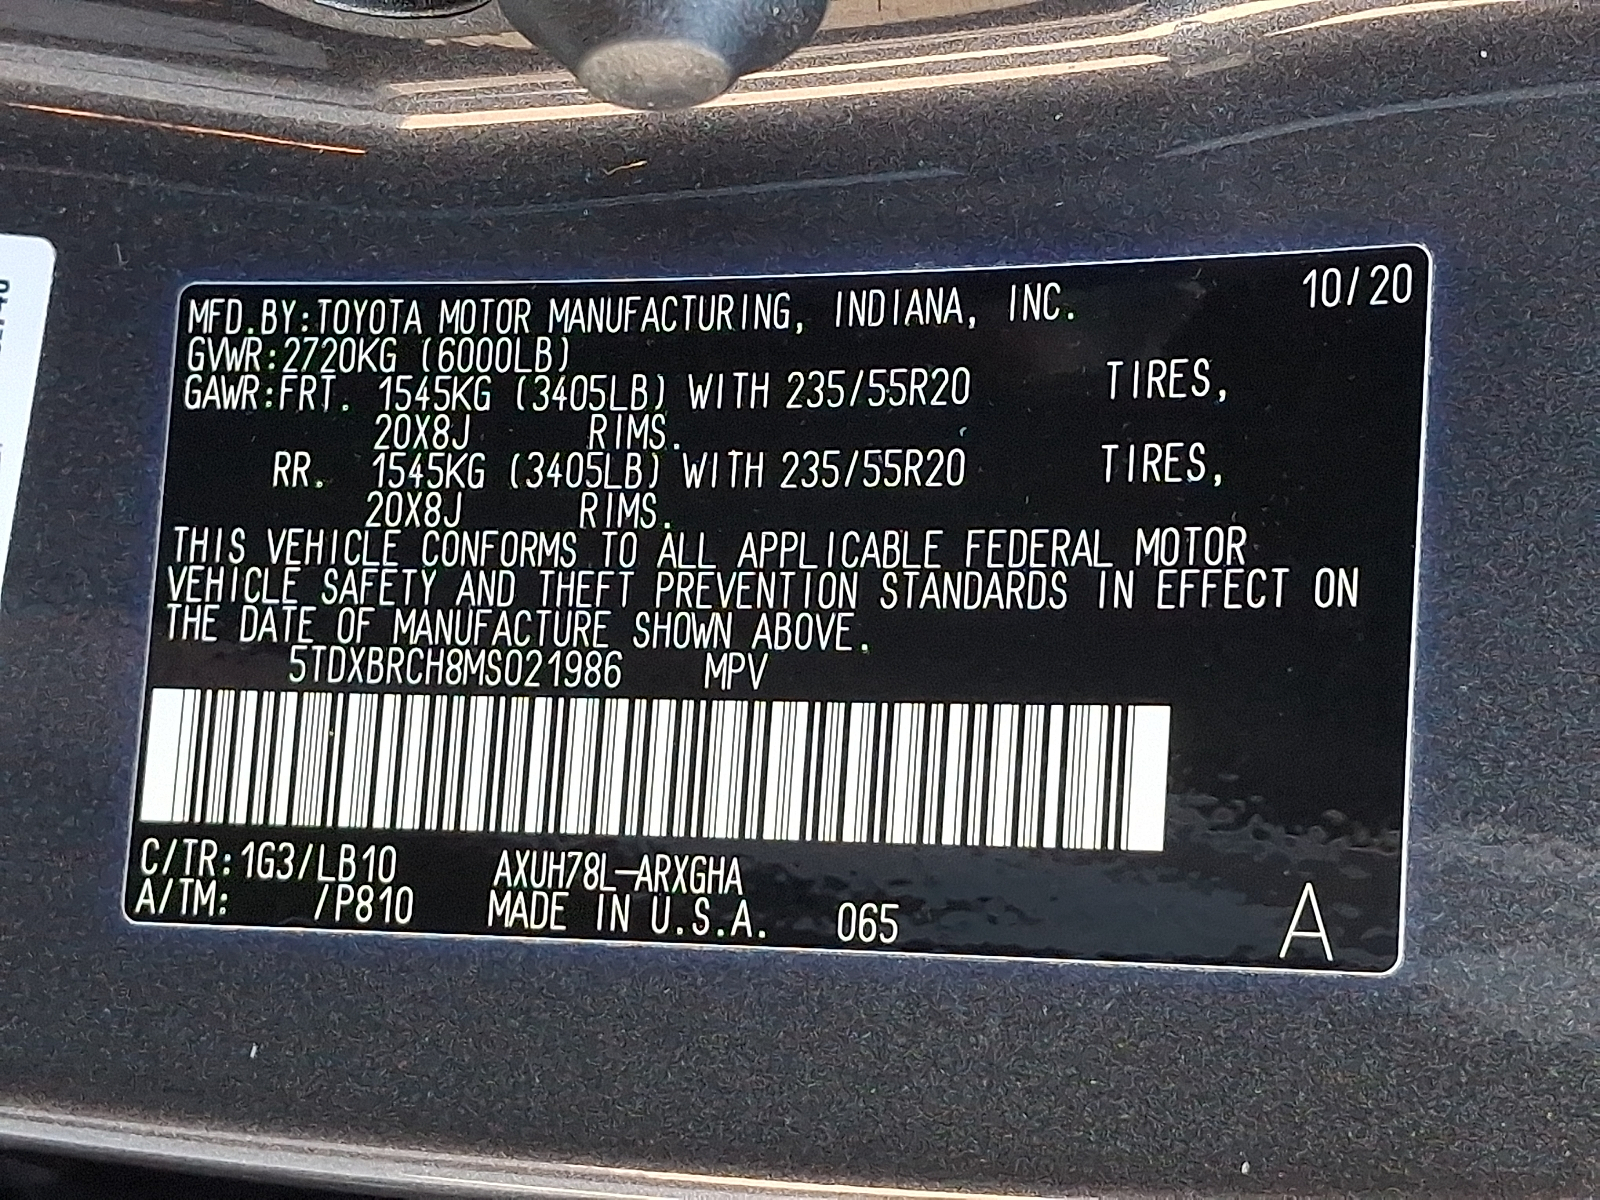 MFD.BY:TOYOTA MOTOR MANUFACTURING, INDIANA, INC. 10/20
GVWR:2720KG (6000LB)
GAWR:FRT. 1545KG (3405LB) WITH 235/55R20 TIRES,
20X8J RIMS.
RR. 1545KG (3405LB) WITH 235/55R20 TIRES,
20X8J RIMS.
THIS VEHICLE CONFORMS TO ALL APPLICABLE FEDERAL MOTOR
VEHICLE SAFETY AND THEFT PREVENTION STANDARDS IN EFFECT ON
THE DATE OF MANUFACTURE SHOWN ABOVE.
5TDXBRCH8MS021986 MPV
C/TR:1G3/LB10 AXUH78L-ARXGHA
A/TM: /P810 MADE IN U.S.A. 065 A